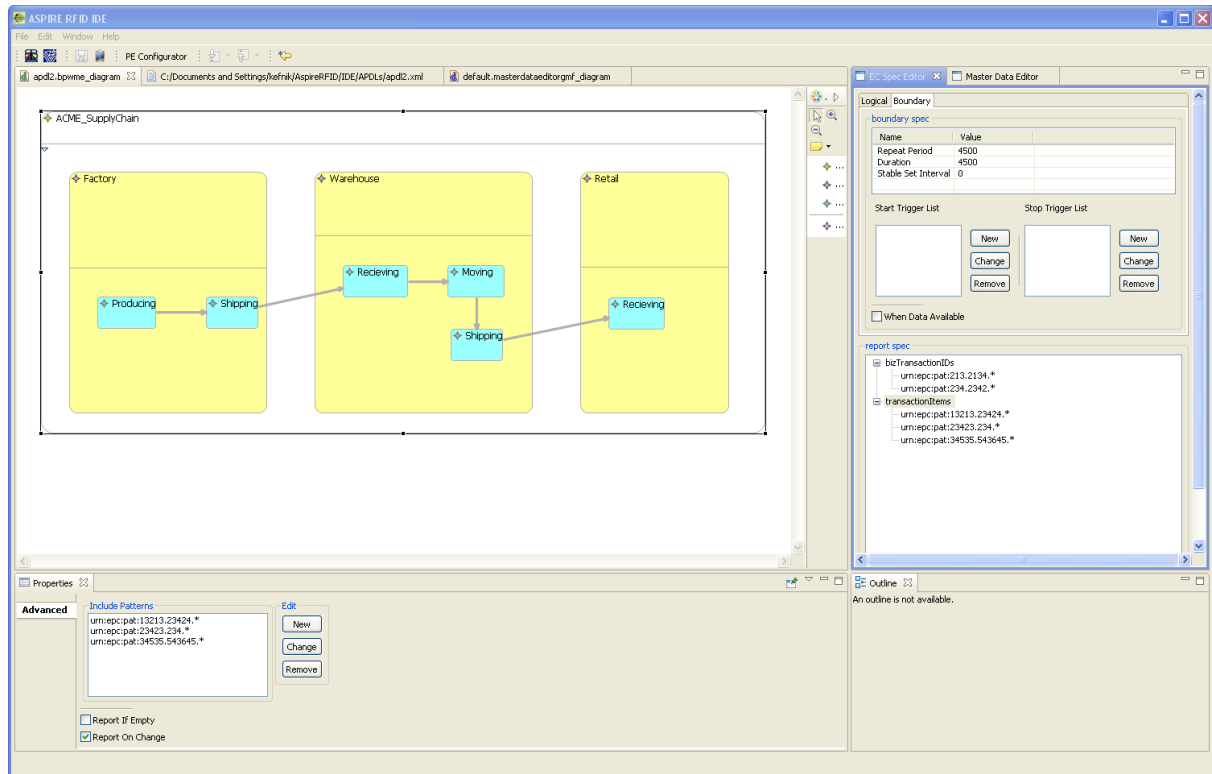 ASPIRE RFID IDE
File Edit Window Help
PE Configurator
apdl2.bpwme_diagram
C:/Documents and Settings/kefnik/AspireRFID/IDE/APDLs/apdl2.xml
default.masterdataeditorgmf_diagram
ACME_SupplyChain
Factory
Warehouse
Retail
Recieving
Moving
Producing
Shipping
Recieving
Shipping
...
...
...
...
EC Spec Editor
Master Data Editor
Logical Boundary
boundary spec
Name Value
Repeat Period 4500
Duration 4500
Stable Set Interval 0
Start Trigger List
Stop Trigger List
New
Change
Remove
New
Change
Remove
When Data Available
report spec
bizTransactionIDs
urn:epc:pat:213.2134.*
urn:epc:pat:234.2342.*
transactionItems
urn:epc:pat:13213.23424.*
urn:epc:pat:23423.234.*
urn:epc:pat:34535.543645.*
Properties
Advanced
Include Patterns
urn:epc:pat:13213.23424.*
urn:epc:pat:23423.234.*
urn:epc:pat:34535.543645.*
Edit
New
Change
Remove
Report If Empty
Report On Change
Outline
An outline is not available.